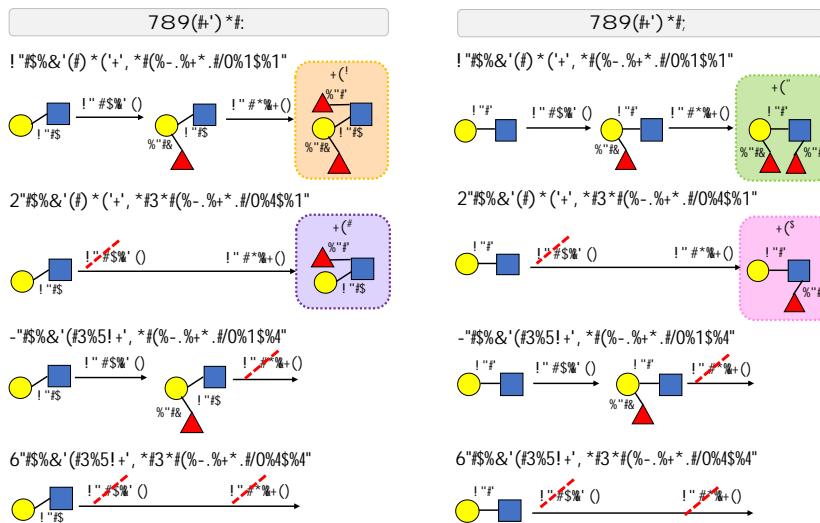 789(#+') *#:
! "#$%&'(#) * ('+', *#(%-.%+*.#/0%1$%1"
! "#$
! " #$%&' ()
! "#$
%"#&
! " #*%+()
+(!
%"#'
! "#$
%"#&
2"#$%&'(#) * ('+', *#3*#(%-.%+*.#/0%4$%1"
! "#$
! " #$%&' ()
! " #*%+()
+(#
%"#'
! "#$
-"#$%&'(#3%5! +', *#(%-.%+*.#/0%1$%4"
! "#$
! " #$%&' ()
! "#$
%"#&
! " #*%+()
6"#$%&'(#3%5! +', *#3*#(%-.%+*.#/0%4$%4"
! "#$
! " #$%&' ()
! " #*%+()
789(#+') *#;
! "#$%&'(#) * ('+', *#(%-.%+*.#/0%1$%1"
! "#'
! " #$%&' ()
! "#'
%"#&
! " #*%+()
+("
! "#'
%"#&
%"#
2"#$%&'(#) * ('+', *#3*#(%-.%+*.#/0%4$%1"
! "#'
! " #$%&' ()
! " #*%+()
+($
! "#'
%"#
-"#$%&'(#3%5! +', *#(%-.%+*.#/0%1$%4"
! "#'
! " #$%&' ()
! "#'
%"#&
! " #*%+()
6"#$%&'(#3%5! +', *#3*#(%-.%+*.#/0%4$%4"
! "#'
! " #$%&' ()
! " #*%+()